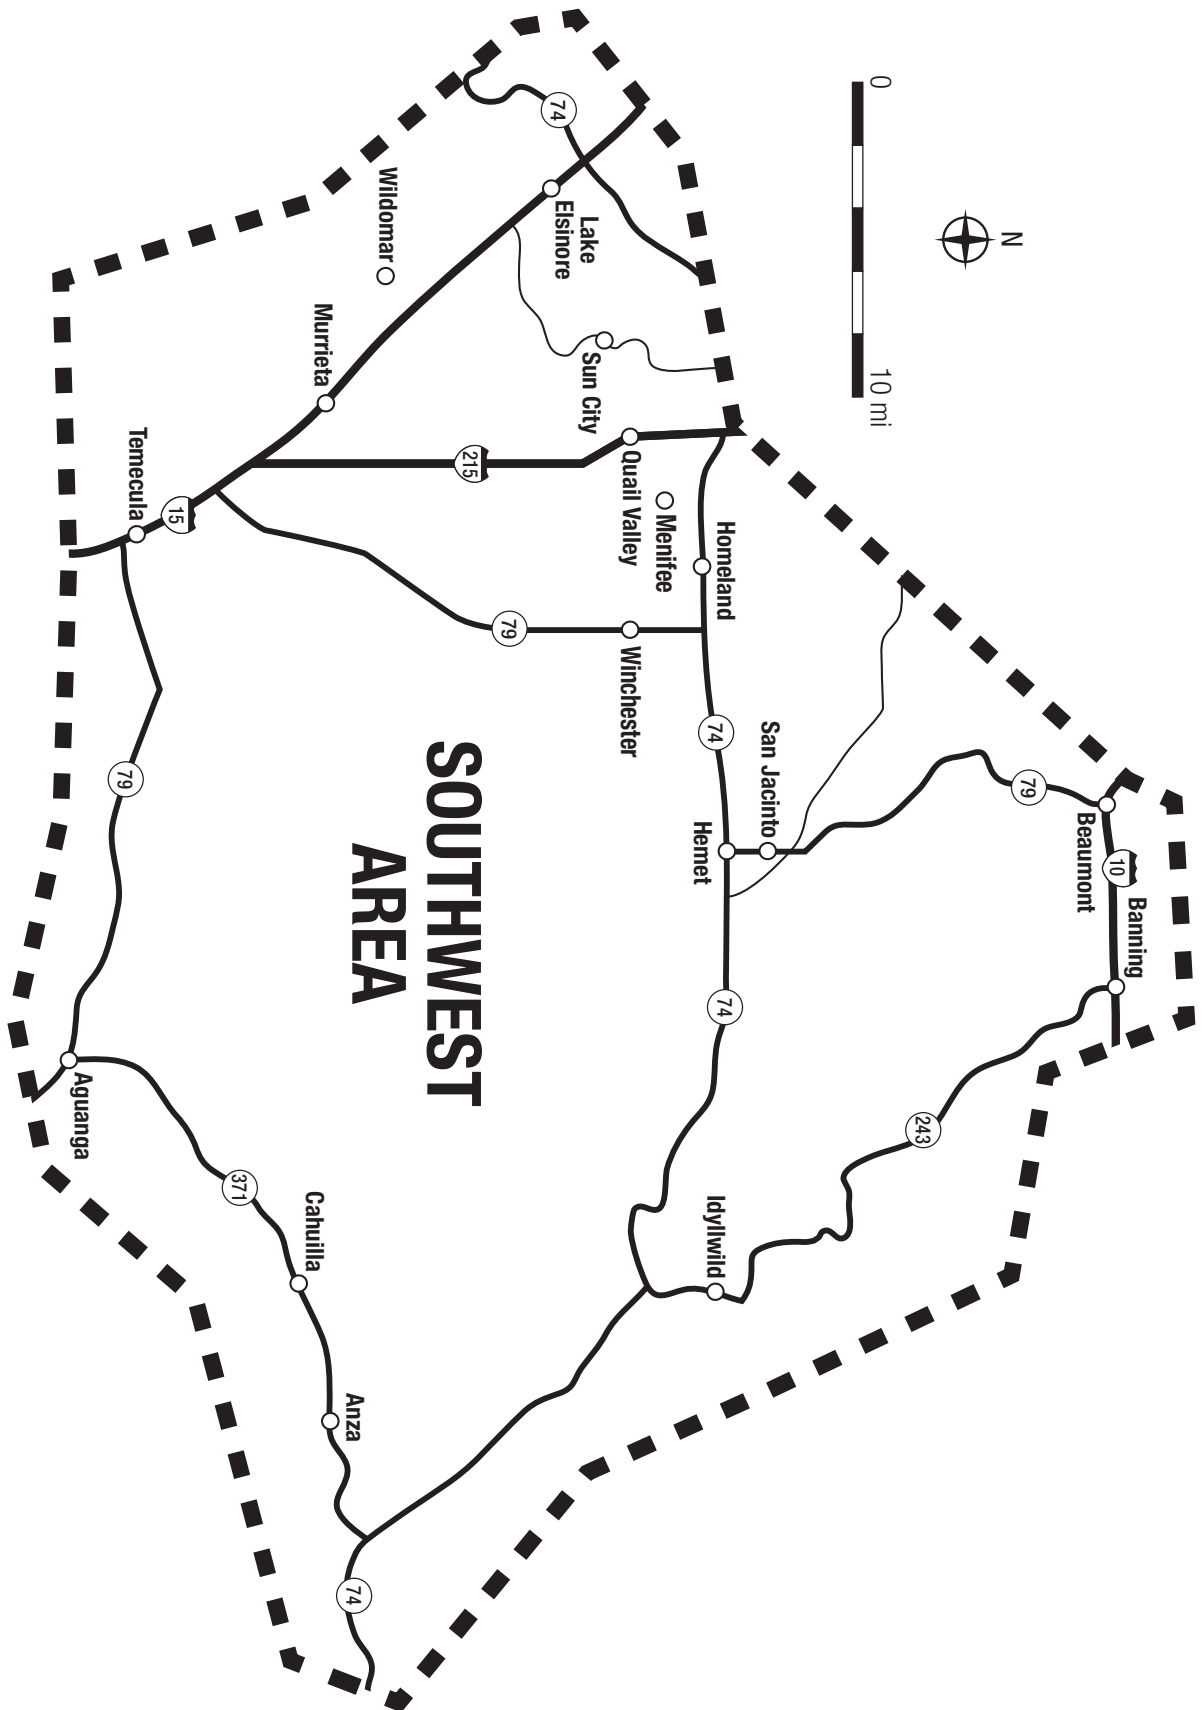 0
10 mi
N
74
Lake
Elsinore
Wildomar
Murrieta
Sun City
Quail Valley
Menifee
Homeland
215
15
Temecula
79
Winchester
74
San Jacinto
Hemet
79
Beaumont
10
Banning
79
SOUTHWEST
AREA
74
243
Idyllwild
Aguanga
371
Cahuilla
Anza
74